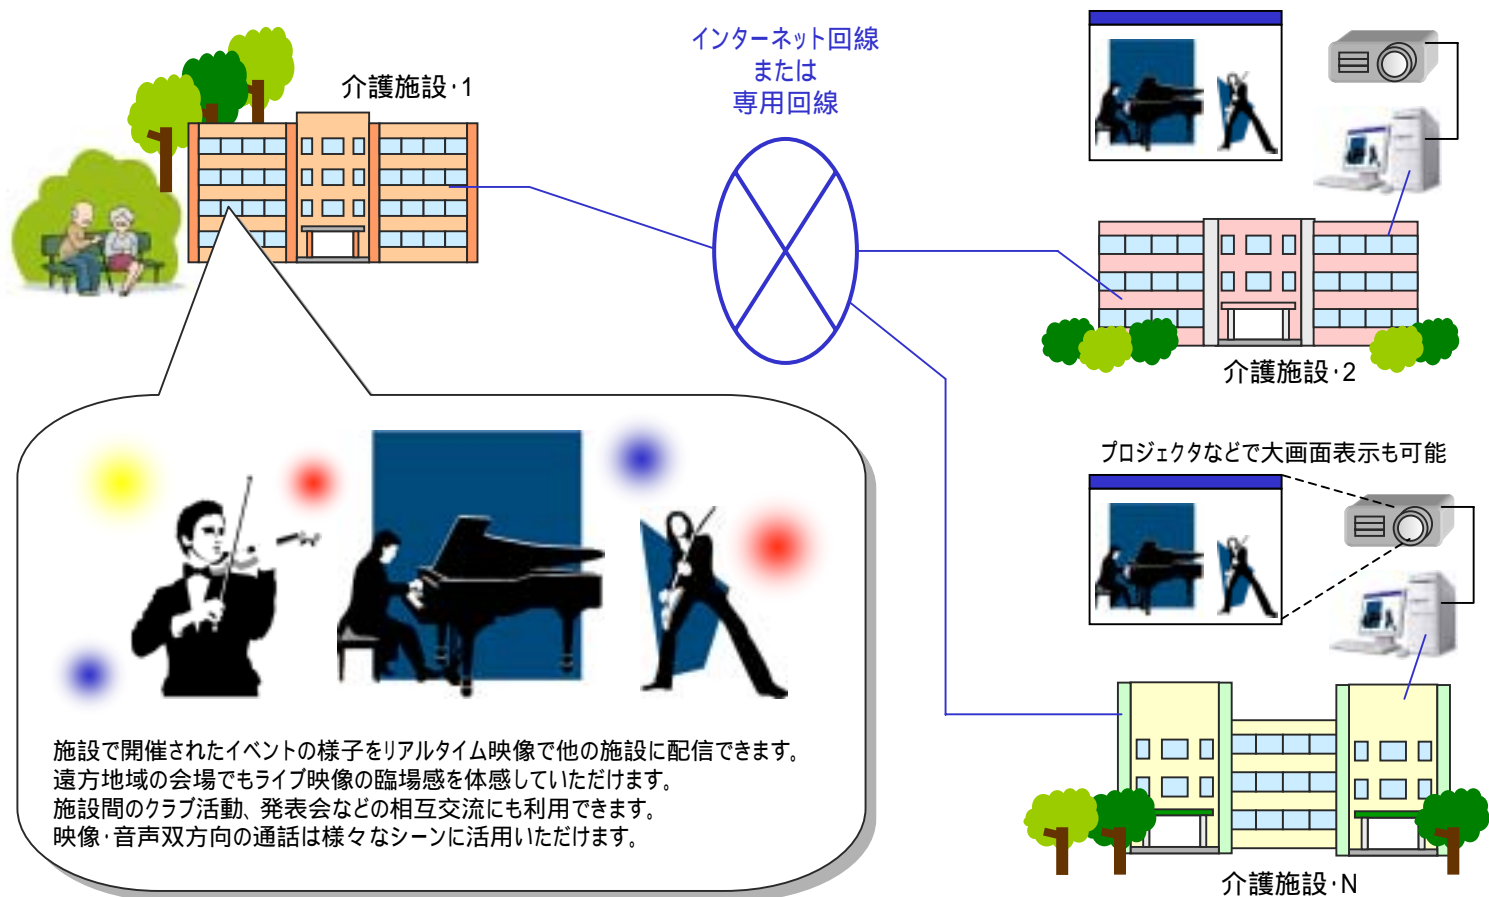 介護施設・1
インターネット回線
または
専用回線
介護施設・2
プロジェクタなどで大画面表示も可能
施設で開催されたイベントの様子をリアルタイム映像で他の施設に配信できます。
遠方地域の会場でもライブ映像の臨場感を体感していただけます。
施設間のクラブ活動、発表会などの相互交流にも利用できます。
映像・音声双方向の通話は様々なシーンに活用いただけます。
介護施設・N